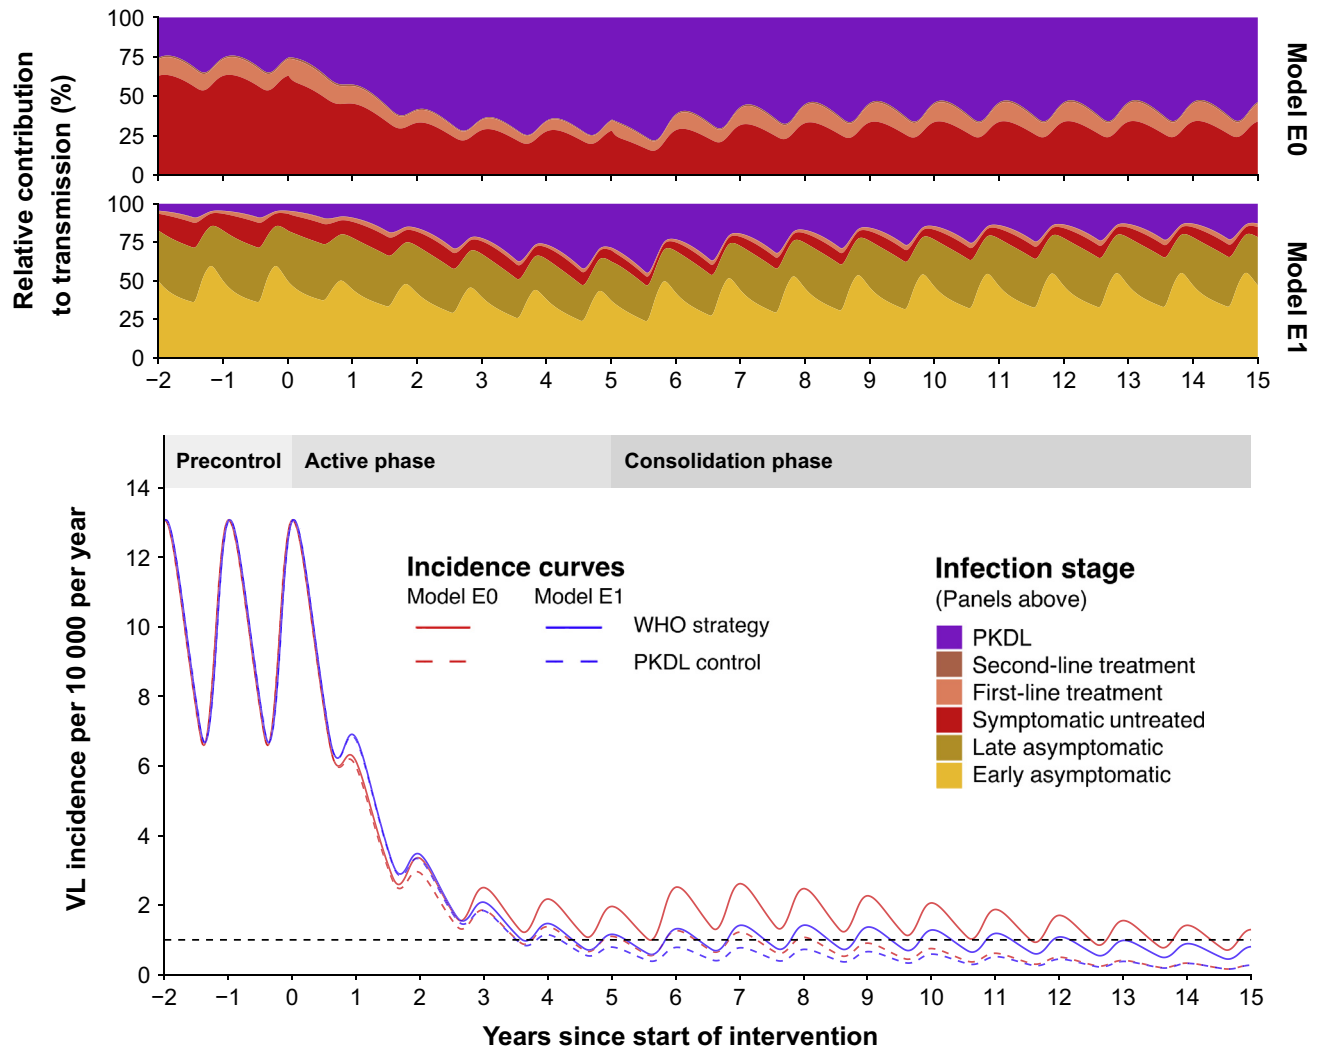 Relative contribution
to transmission (%)
100
75
50
25
0
Model E0
100
75
50
25
0
Model E1
−2 −1 0 1 2 3 4 5 6 7 8 9 10 11 12 13 14 15
Precontrol Active phase Consolidation phase
VL incidence per 10 000 per year
14
12
10
8
6
4
2
0
Incidence curves
Model E0 Model E1
WHO strategy
PKDL control
Infection stage
(Panels above)
PKDL
Second-line treatment
First-line treatment
Symptomatic untreated
Late asymptomatic
Early asymptomatic
−2 −1 0 1 2 3 4 5 6 7 8 9 10 11 12 13 14 15
Years since start of intervention